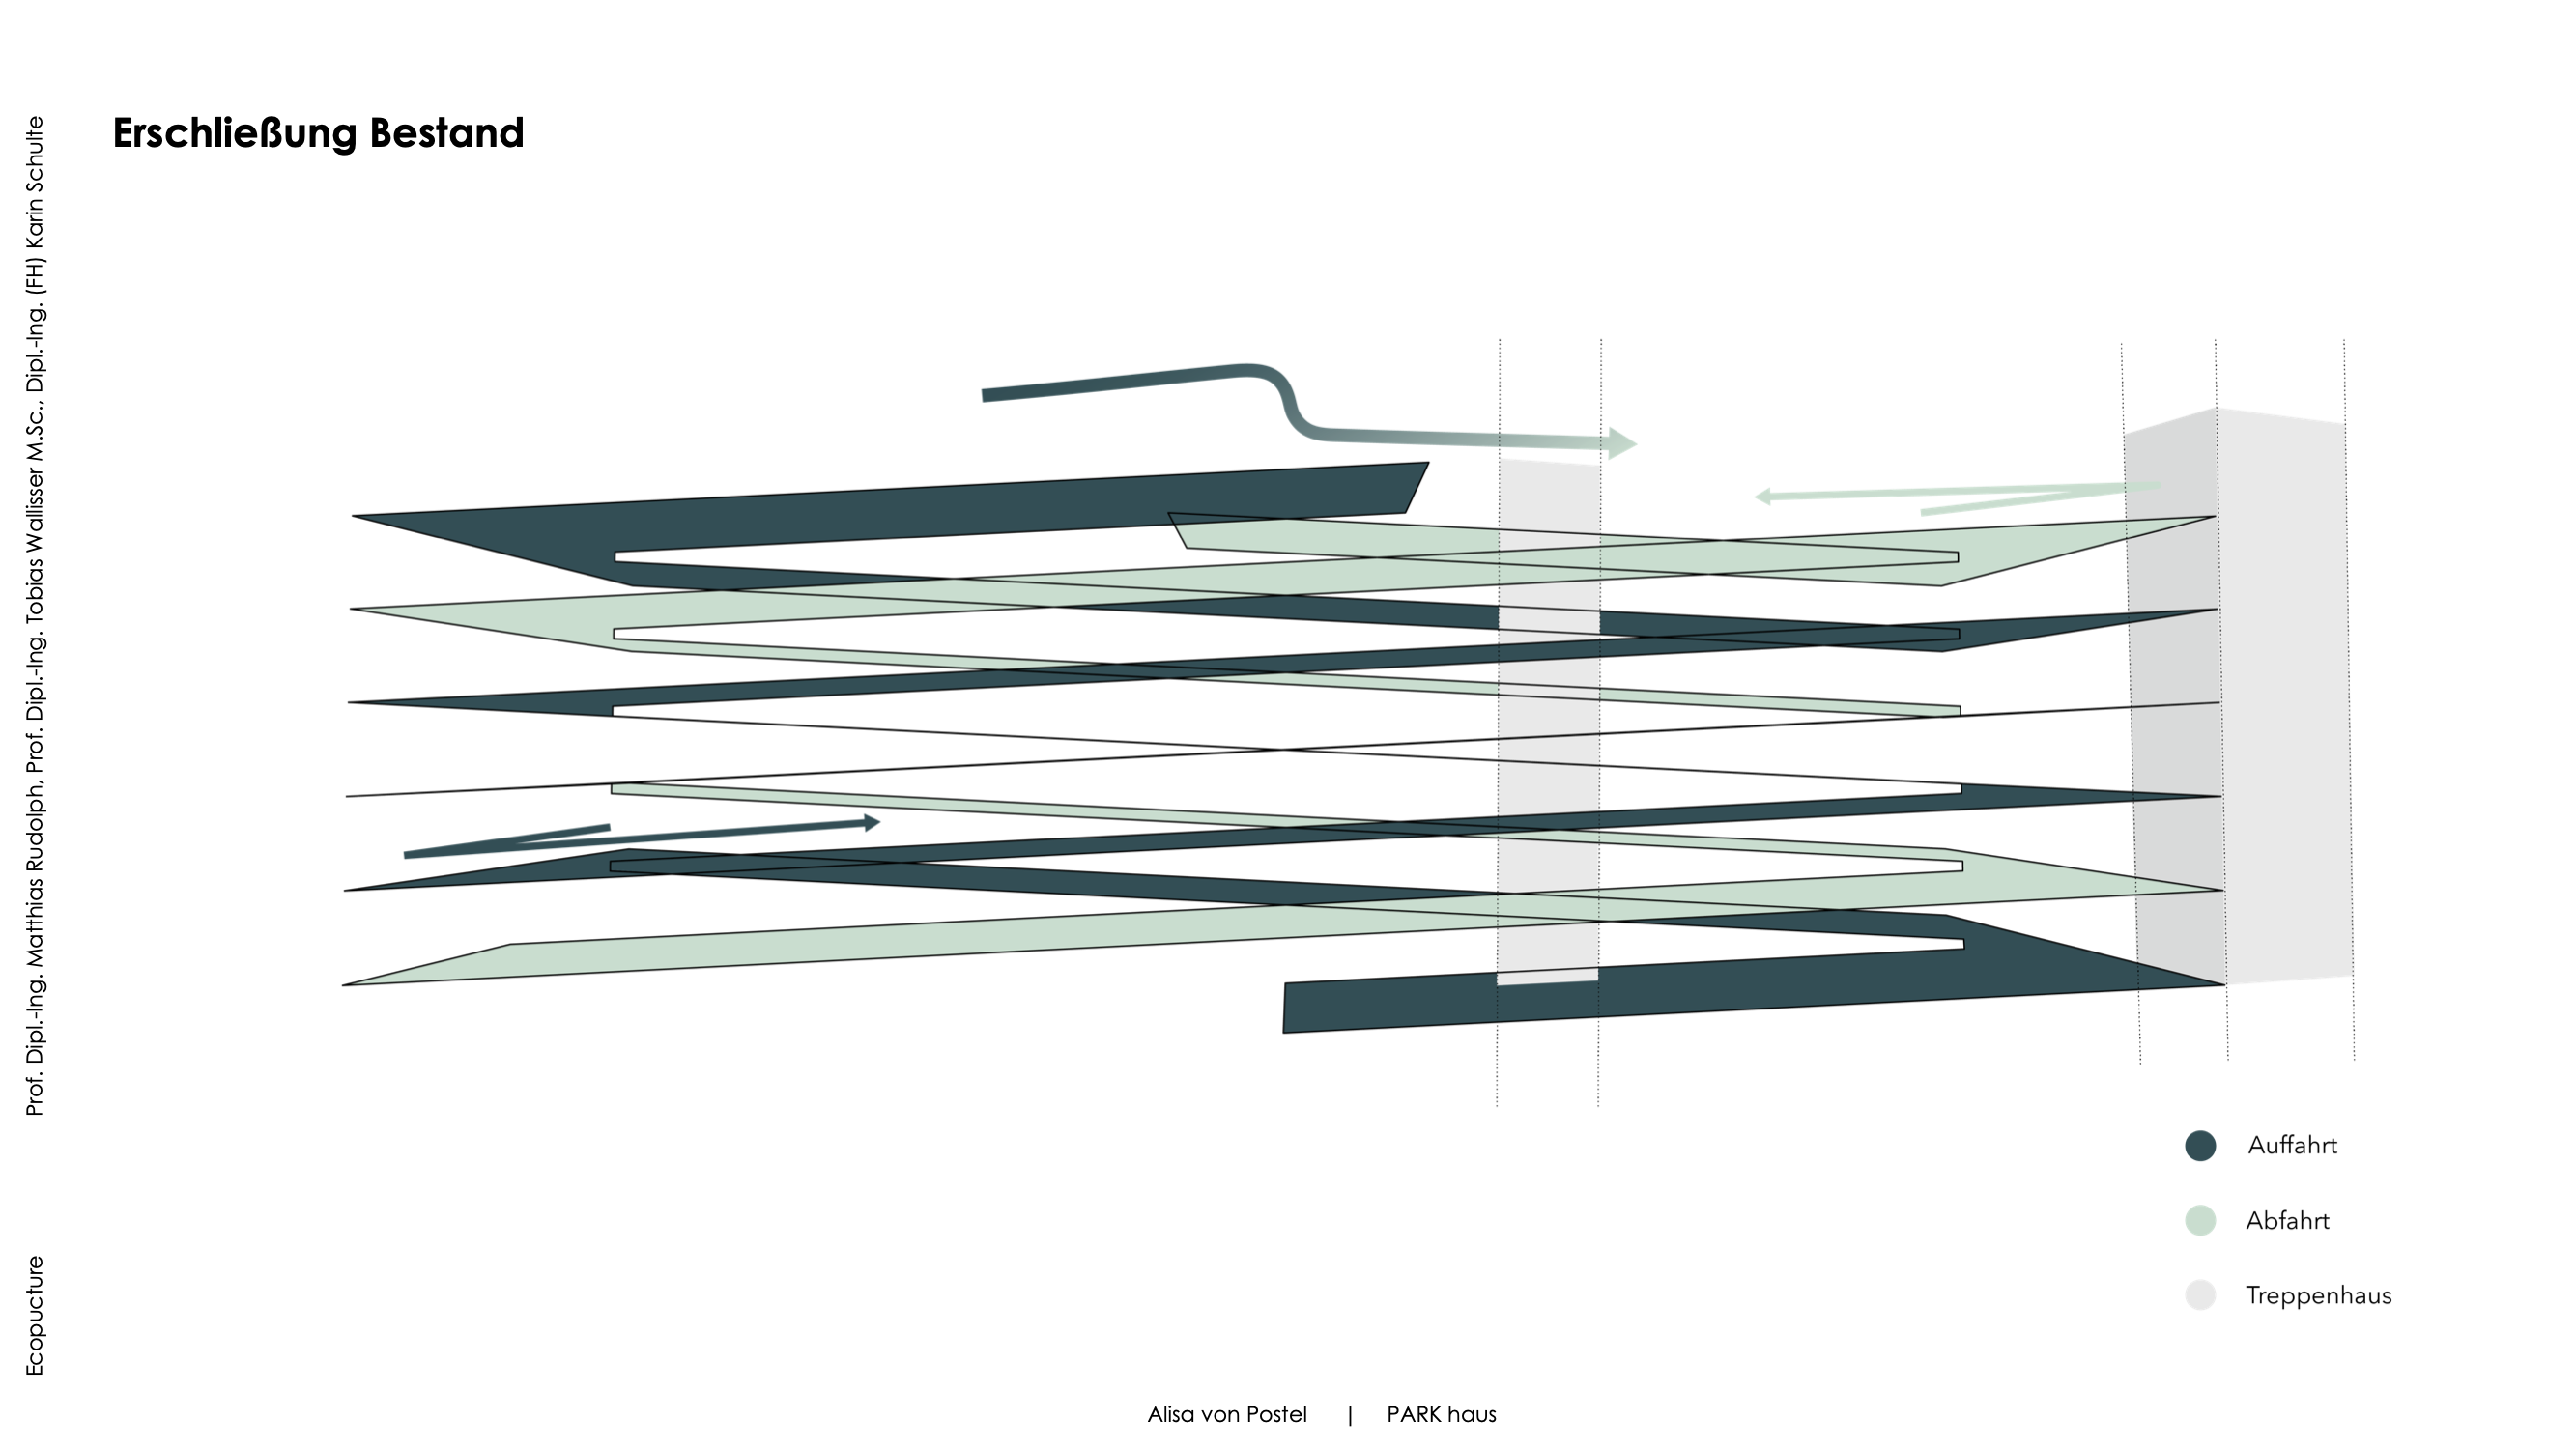 Erschließung Bestand
Prof. Dipl.-Ing. Matthias Rudolph, Prof. Dipl.-Ing. Tobias Wallisser M.Sc., Dipl.-Ing. (FH) Karin Schulte
Ecopucture
Auffahrt
Abfahrt
Treppenhaus
Alisa von Postel | PARK haus